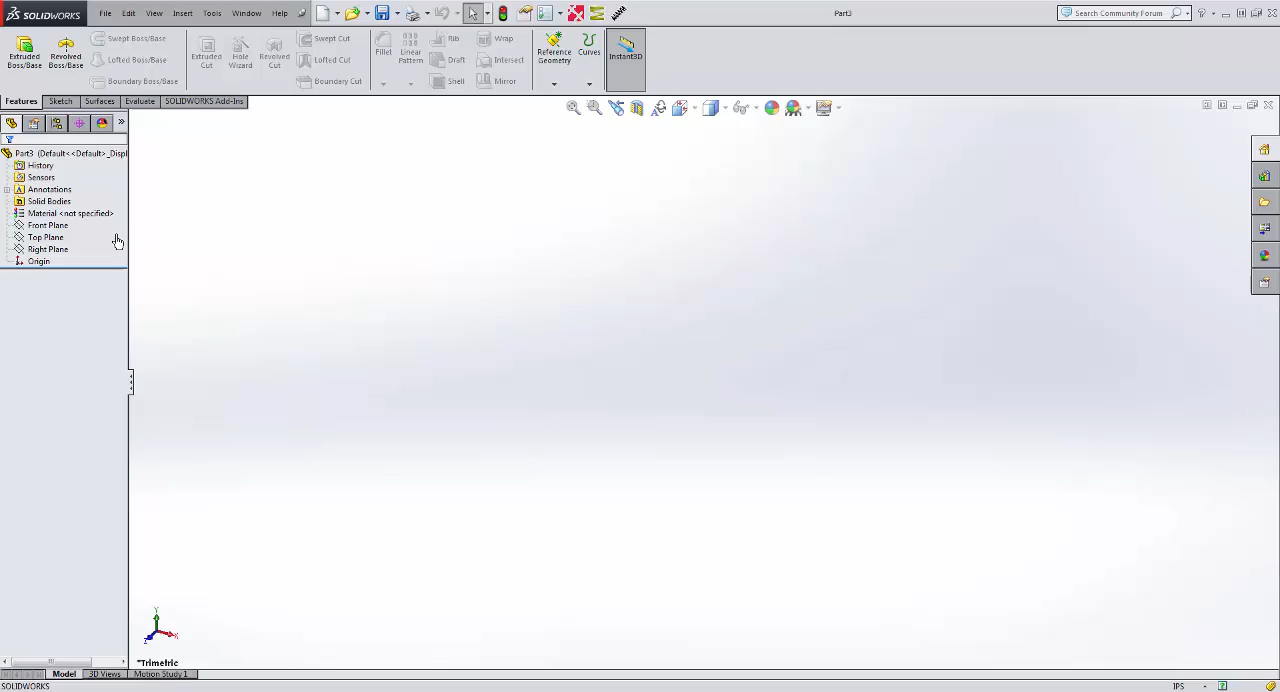 SOLIDWORKS File Edit View Insert Tools Window Help Part3 Search Community Forum
Extruded Boss/Base
Revolved Boss/Base
Swept Boss/Base
Lofted Boss/Base
Boundary Boss/Base
Extruded Cut
Hole Wizard
Revolved Cut
Swept Cut
Lofted Cut
Boundary Cut
Fillet
Linear Pattern
Rib
Draft
Shell
Wrap
Intersect
Mirror
Reference Geometry
Curves
Instant3D
Features Sketch Surfaces Evaluate SOLIDWORKS Add-Ins
Part3 (Default<<Default>_Displ
History
Sensors
Annotations
Solid Bodies
Material <not specified>
Front Plane
Top Plane
Right Plane
Origin
Y
X
Z
*Trimetric
Model 3D Views Motion Study 1
SOLIDWORKS IPS